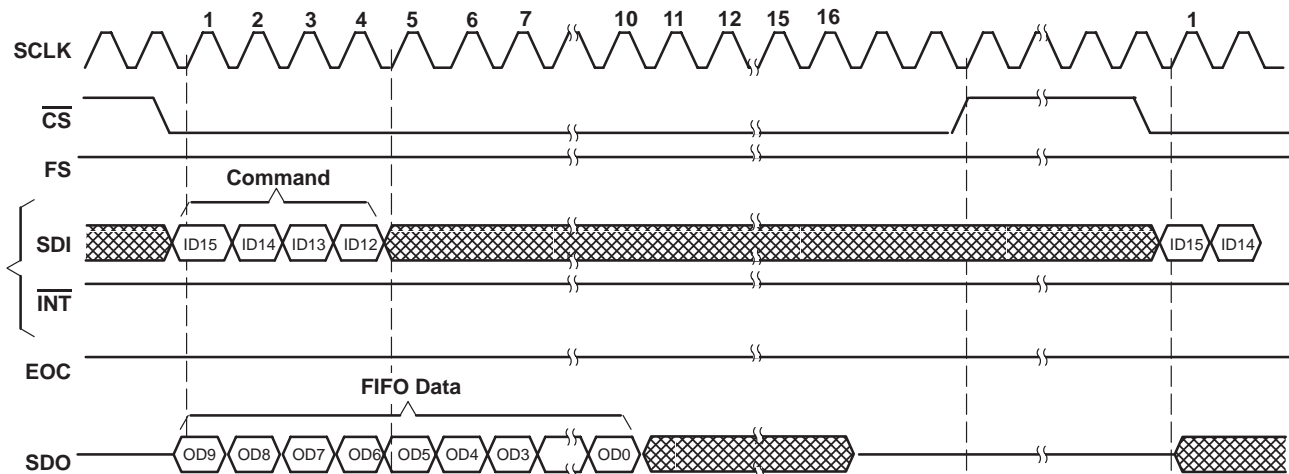 1 2 3 4 5 6 7 10 11 12 15 16 1
SCLK
CS
FS
Command
SDI ID15 ID14 ID13 ID12 ID15 ID14
INT
EOC
FIFO Data
SDO OD9 OD8 OD7 OD6 OD5 OD4 OD3 OD0